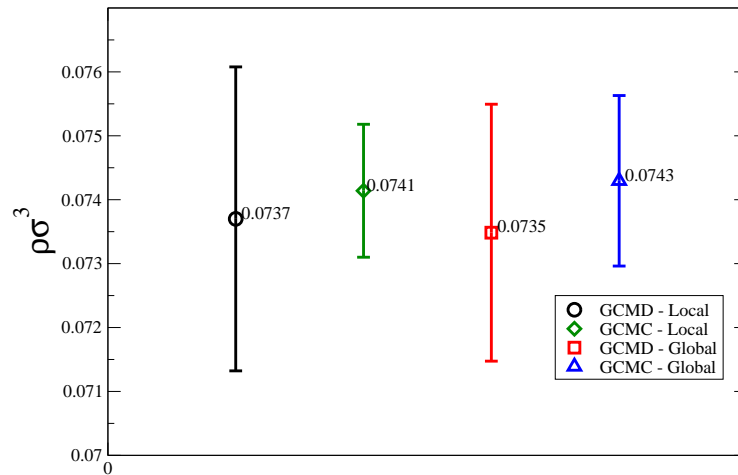 0.076
0.075
0.074
0.073
0.072
0.071
0.07
0
ρσ³
0.0737
0.0741
0.0735
0.0743
GCMD - Local
GCMC - Local
GCMD - Global
GCMC - Global